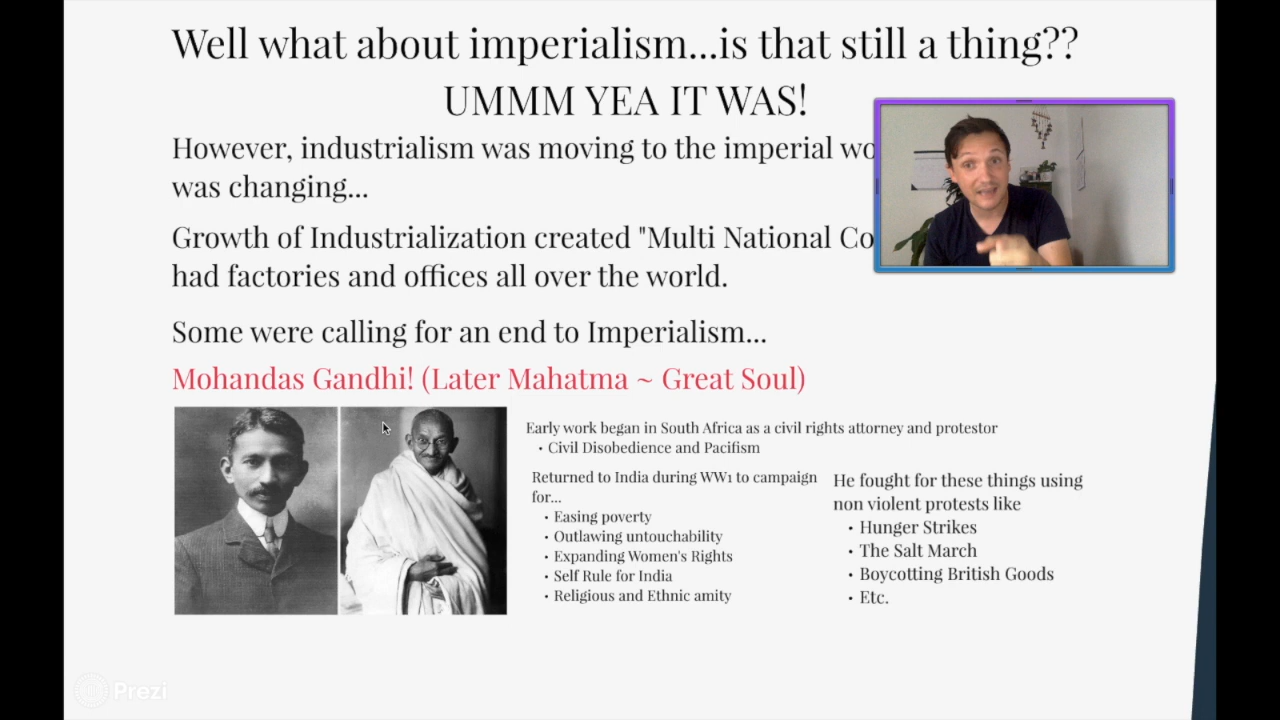 Well what about imperialism...is that still a thing??
UMMM YEA IT WAS!
However, industrialism was moving to the imperial
was changing...
Growth of Industrialization created "Multi National
had factories and offices all over the world.
Some were calling for an end to Imperialism...
Mohandas Gandhi! (Later Mahatma ~ Great Soul)
Early work began in South Africa as a civil rights attorney and protestor
• Civil Disobedience and Pacifism
Returned to India during WW1 to campaign
for...
• Easing poverty
• Outlawing untouchability
• Expanding Women's Rights
• Self Rule for India
• Religious and Ethnic amity
He fought for these things using
non violent protests like
• Hunger Strikes
• The Salt March
• Boycotting British Goods
• Etc.
Prezi